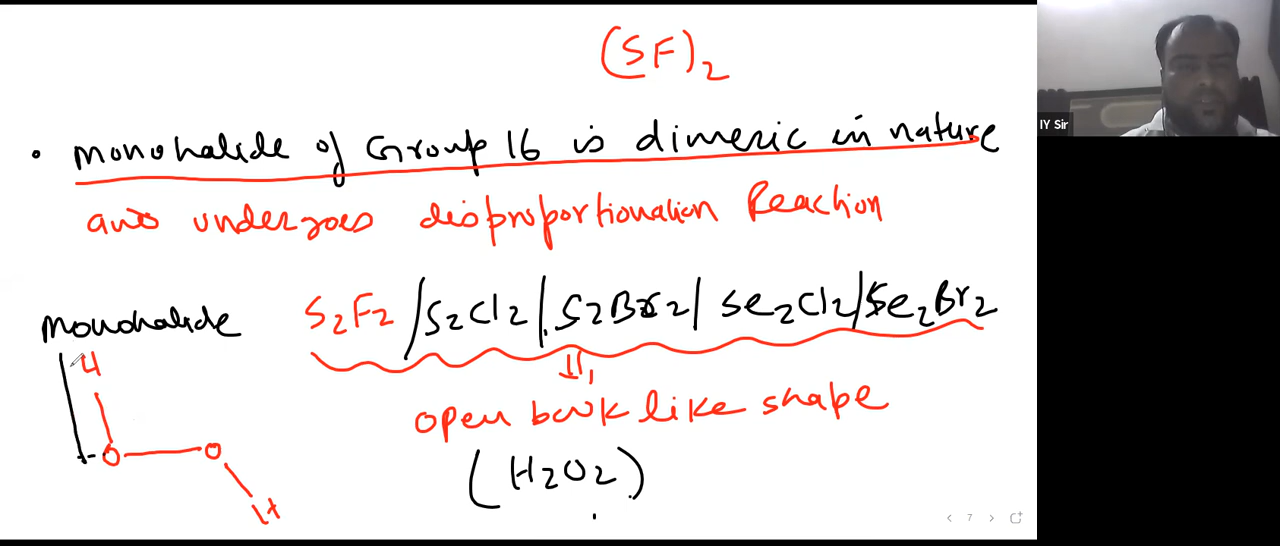 (SF)₂
IY Sir
• monohalide of Group 16 is dimeric in nature
and undergoes disproportionation Reaction
monohalide S₂F₂ / S₂Cl₂ / S₂Br₂ / Se₂Cl₂ / Se₂Br₂
H
open book like shape
O — O
(H₂O₂)
H
< 7 >